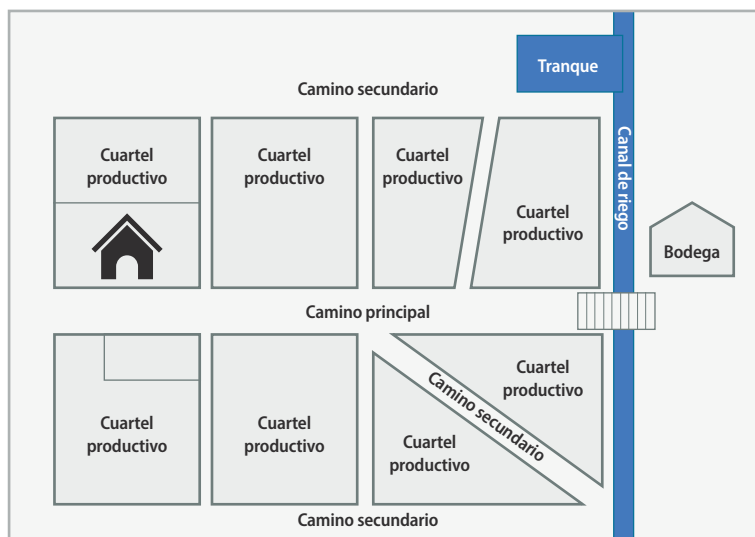 Tranque
Camino secundario
Canal de riego
Cuartel
productivo
Cuartel
productivo
Cuartel
productivo
Cuartel
productivo
Bodega
Camino principal
Cuartel
productivo
Camino secundario
Cuartel
productivo
Cuartel
productivo
Cuartel
productivo
Camino secundario